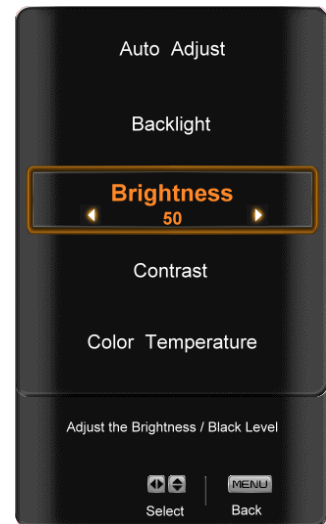 Auto Adjust
Backlight
Brightness
50
Contrast
Color Temperature
Adjust the Brightness / Black Level
MENU
Select Back